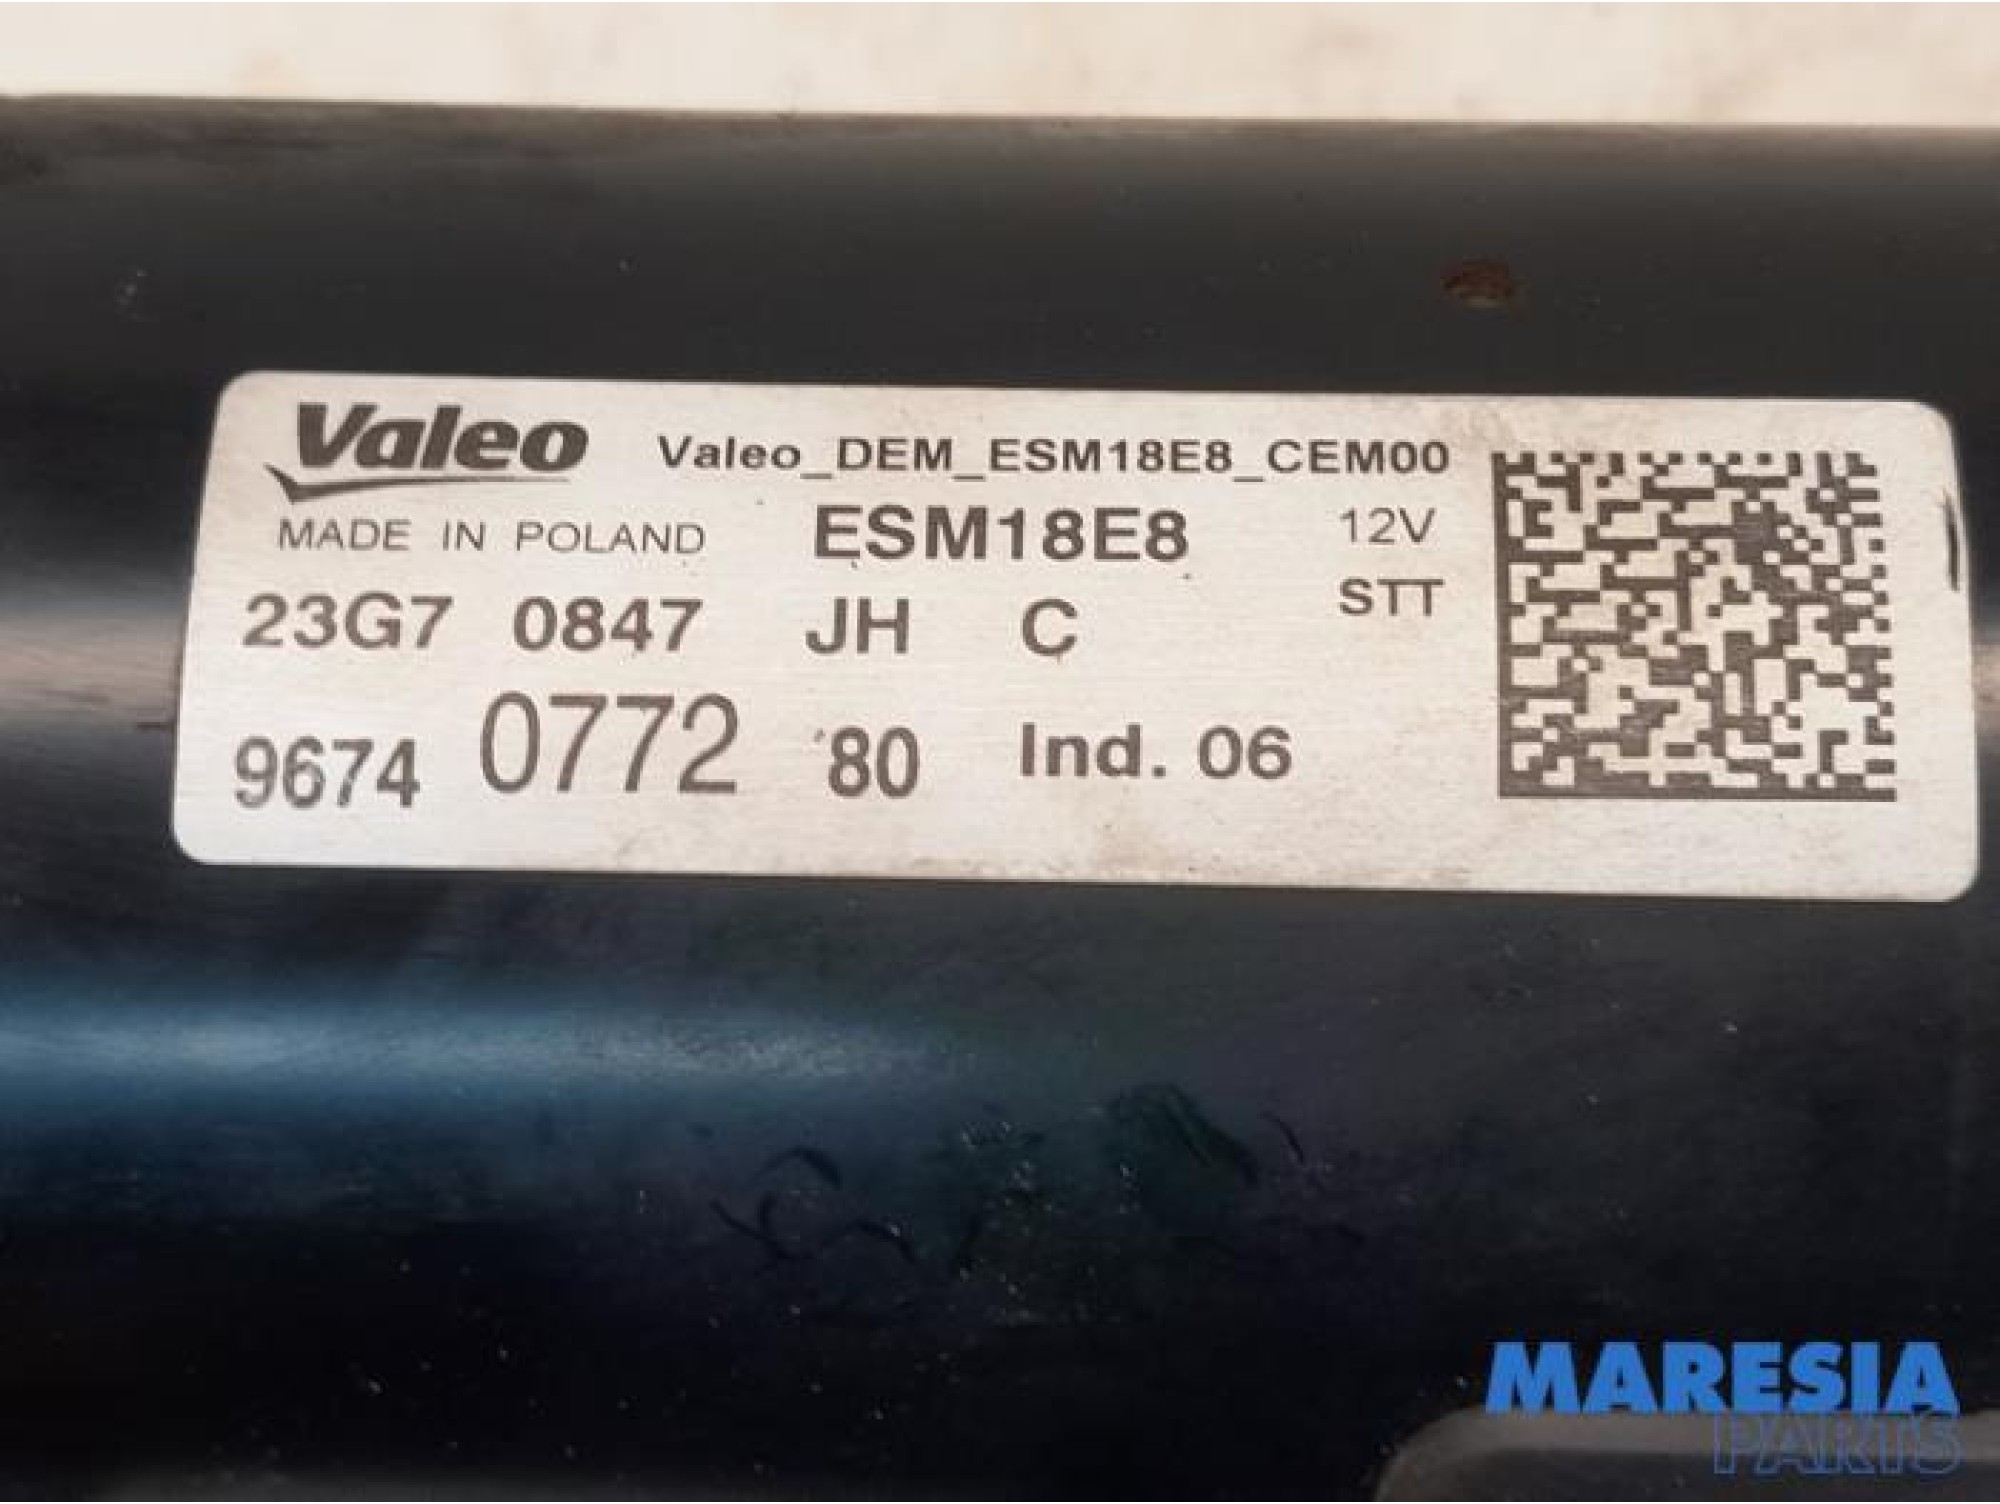 Valeo Valeo_DEM_ESM18E8_CEM00
MADE IN POLAND ESM18E8 12V
23G7 0847 JH C STT
9674 0772 80 Ind. 06
MARESIA
PARTS